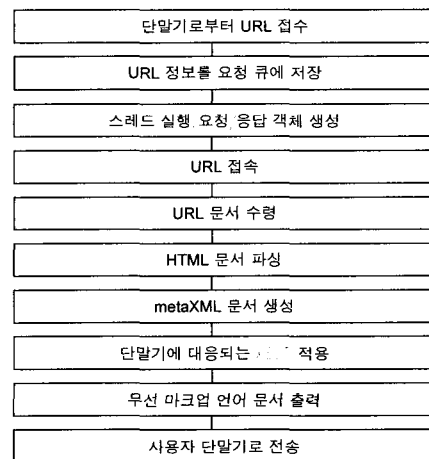 단말기로부터 URL 접수
URL 정보를 요청 큐에 저장
스레드 실행, 요청, 응답 객체 생성
URL 접속
URL 문서 수령
HTML 문서 파싱
metaXML 문서 생성
단말기에 대응되는 적용
무선 마크업 언어 문서 출력
사용자 단말기로 전송